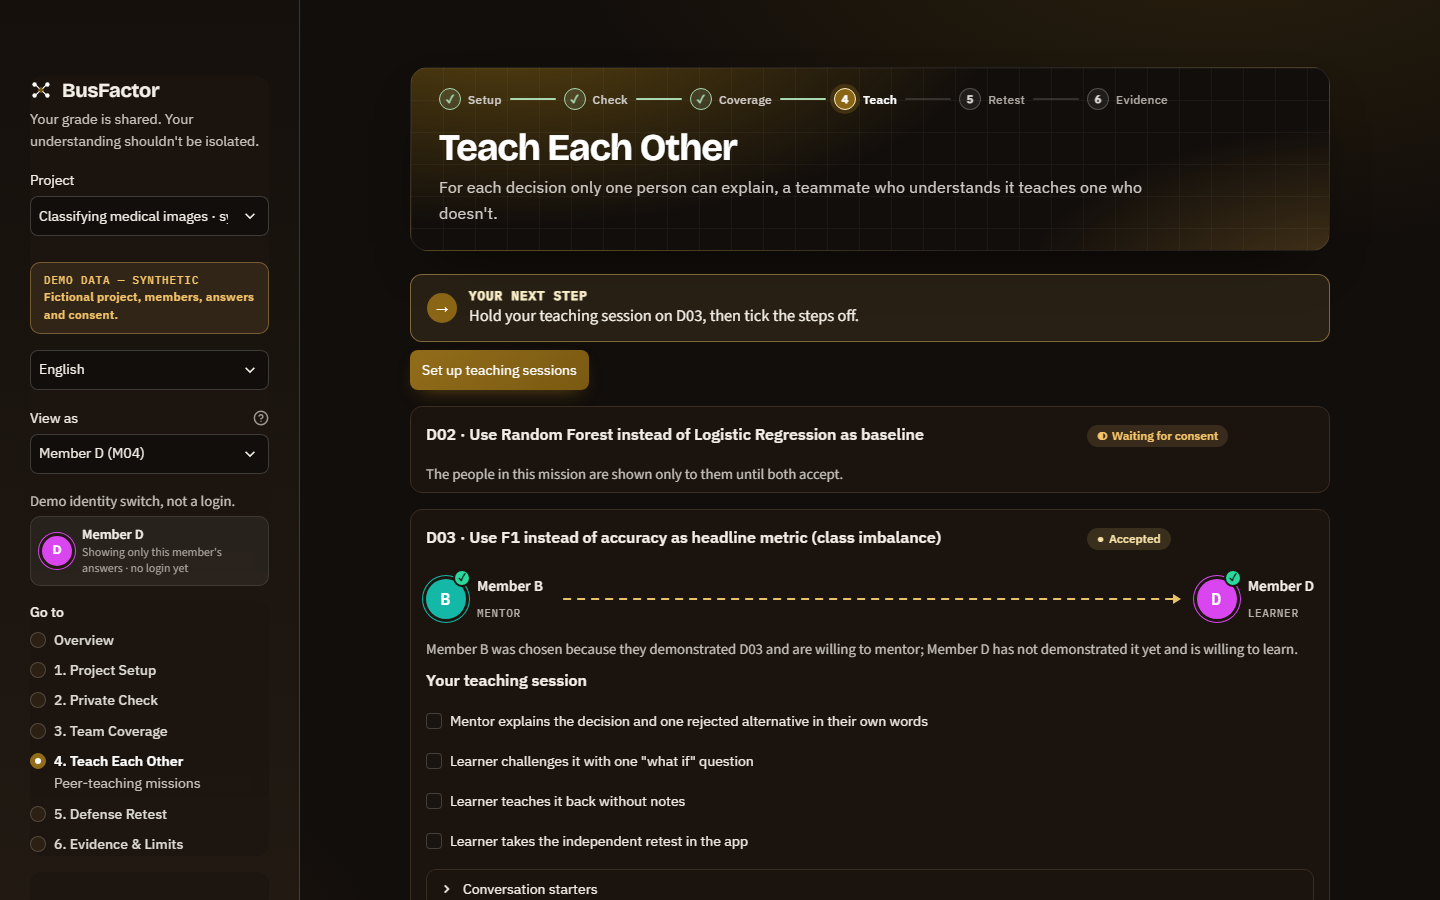 BusFactor
Your grade is shared. Your
understanding shouldn't be isolated.
Project
Classifying medical images · sy
DEMO DATA — SYNTHETIC
Fictional project, members, answers
and consent.
English
View as
?
Member D (M04)
Demo identity switch, not a login.
D
Member D
Showing only this member's
answers · no login yet
Go to
Overview
1. Project Setup
2. Private Check
3. Team Coverage
4. Teach Each Other
Peer-teaching missions
5. Defense Retest
6. Evidence & Limits
✓ Setup ✓ Check ✓ Coverage 4 Teach 5 Retest 6 Evidence
Teach Each Other
For each decision only one person can explain, a teammate who understands it teaches one who
doesn't.
→
YOUR NEXT STEP
Hold your teaching session on D03, then tick the steps off.
Set up teaching sessions
D02 · Use Random Forest instead of Logistic Regression as baseline
◐ Waiting for consent
The people in this mission are shown only to them until both accept.
D03 · Use F1 instead of accuracy as headline metric (class imbalance)
● Accepted
B ✓
Member B
MENTOR
D ✓
Member D
LEARNER
Member B was chosen because they demonstrated D03 and are willing to mentor; Member D has not demonstrated it yet and is willing to learn.
Your teaching session
Mentor explains the decision and one rejected alternative in their own words
Learner challenges it with one "what if" question
Learner teaches it back without notes
Learner takes the independent retest in the app
Conversation starters